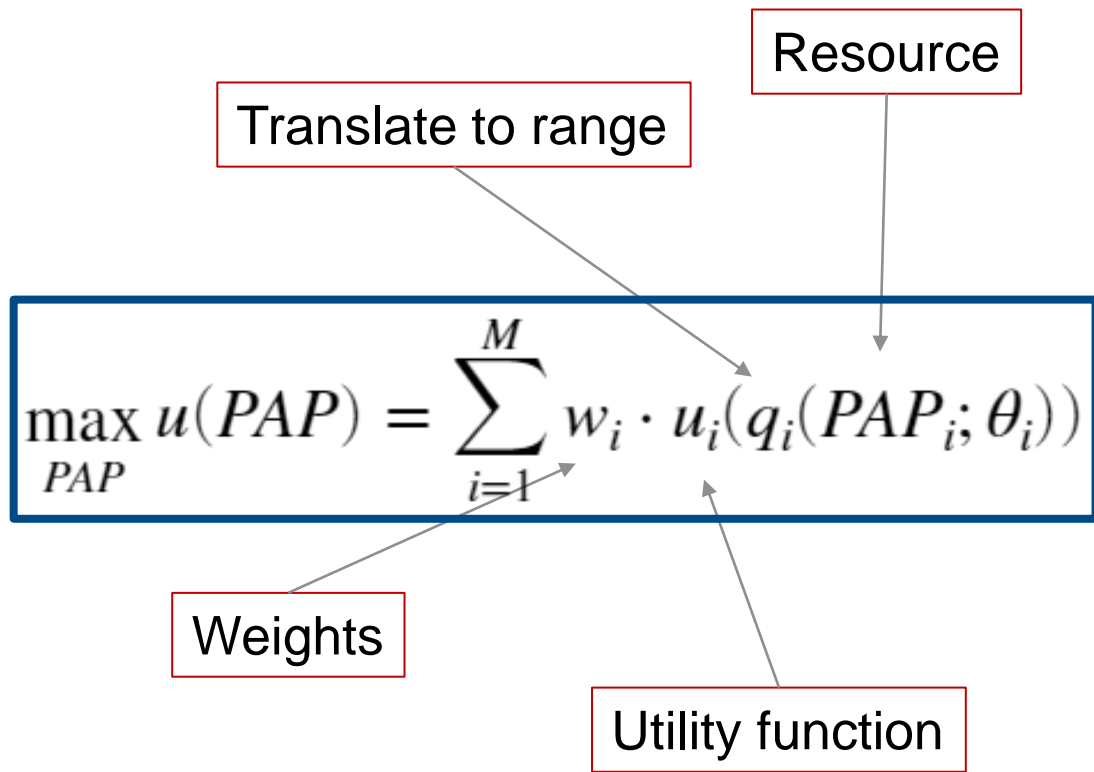 Resource
Translate to range
max u(PAP) = ∑ w_i · u_i(q_i(PAP_i; θ_i))
PAP
i=1
M
Weights
Utility function